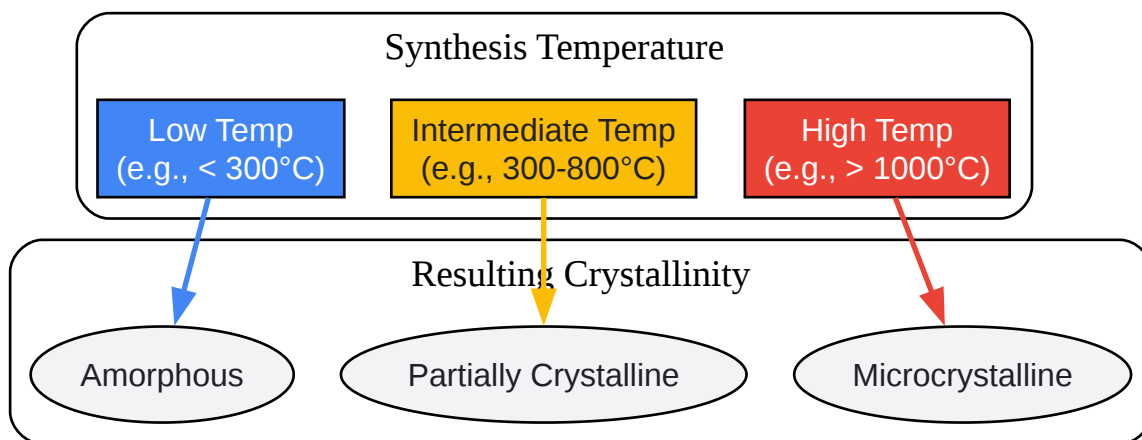 Synthesis Temperature
Low Temp
(e.g., < 300°C)
Intermediate Temp
(e.g., 300-800°C)
High Temp
(e.g., > 1000°C)
Resulting Crystallinity
Amorphous
Partially Crystalline
Microcrystalline